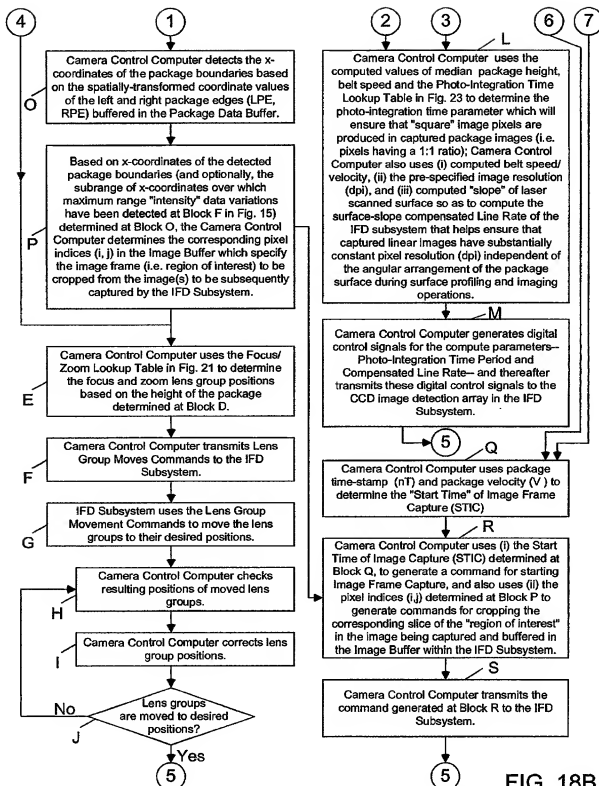 4
1
Camera Control Computer detects the x-
coordinates of the package boundaries based
on the spatially-transformed coordinate values
of the left and right package edges (LPE,
RPE) buffered in the Package Data Buffer.
O
Based on x-coordinates of the detected
package boundaries (and optionally, the
subrange of x-coordinates over which
maximum range "intensity" data variations
have been detected at Block F in Fig. 15)
determined at Block O, the Camera Control
Computer determines the corresponding pixel
indices (i, j) in the Image Buffer which specify
the image frame (i.e. region of interest) to be
cropped from the image(s) to be subsequently
captured by the IFD Subsystem.
P
Camera Control Computer uses the Focus/
Zoom Lookup Table in Fig. 21 to determine
the focus and zoom lens group positions
based on the height of the package
determined at Block D.
E
Camera Control Computer transmits Lens
Group Moves Commands to the IFD
Subsystem.
F
IFD Subsystem uses the Lens Group
Movement Commands to move the lens
groups to their desired positions.
G
Camera Control Computer checks
resulting positions of moved lens
groups.
H
Camera Control Computer corrects lens
group positions.
I
Lens groups
are moved to desired
positions?
No
J
Yes
5
2
3
6
7
L
Camera Control Computer uses the
computed values of median package height,
belt speed and the Photo-Integration Time
Lookup Table in Fig. 23 to determine the
photo-integration time parameter which will
ensure that "square" image pixels are
produced in captured package images (i.e.
pixels having a 1:1 ratio); Camera Control
Computer also uses (i) computed belt speed/
velocity, (ii) the pre-specified image resolution
(dpi), and (iii) computed "slope" of laser
scanned surface so as to compute the
surface-slope compensated Line Rate of the
IFD subsystem that helps ensure that
captured linear images have substantially
constant pixel resolution (dpi) independent of
the angular arrangement of the package
surface during surface profiling and imaging
operations.
M
Camera Control Computer generates digital
control signals for the compute parameters--
Photo-Integration Time Period and
Compensated Line Rate-- and thereafter
transmits these digital control signals to the
CCD image detection array in the IFD
Subsystem.
5
Q
Camera Control Computer uses package
time-stamp (nT) and package velocity (V ) to
determine the "Start Time" of Image Frame
Capture (STIC)
R
Camera Control Computer uses (i) the Start
Time of Image Capture (STIC) determined at
Block Q, to generate a command for starting
Image Frame Capture, and also uses (ii) the
pixel indices (i,j) determined at Block P to
generate commands for cropping the
corresponding slice of the "region of interest"
in the image being captured and buffered in
the Image Buffer within the IFD Subsystem.
S
Camera Control Computer transmits the
command generated at Block R to the IFD
Subsystem.
5
FIG. 18B